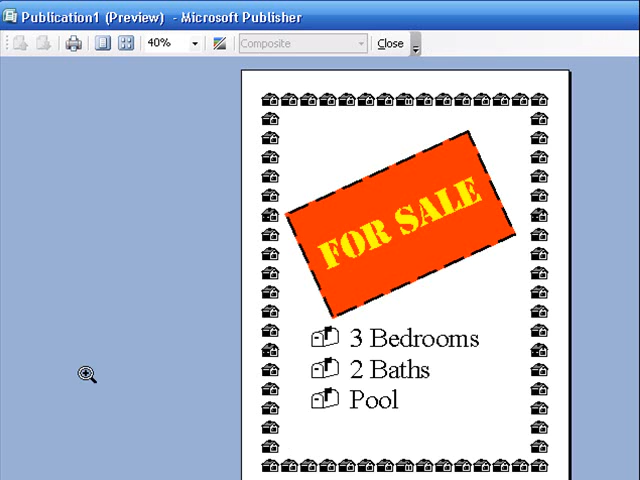 Publication1 (Preview) - Microsoft Publisher
40% Composite Close
FOR SALE
3 Bedrooms
2 Baths
Pool